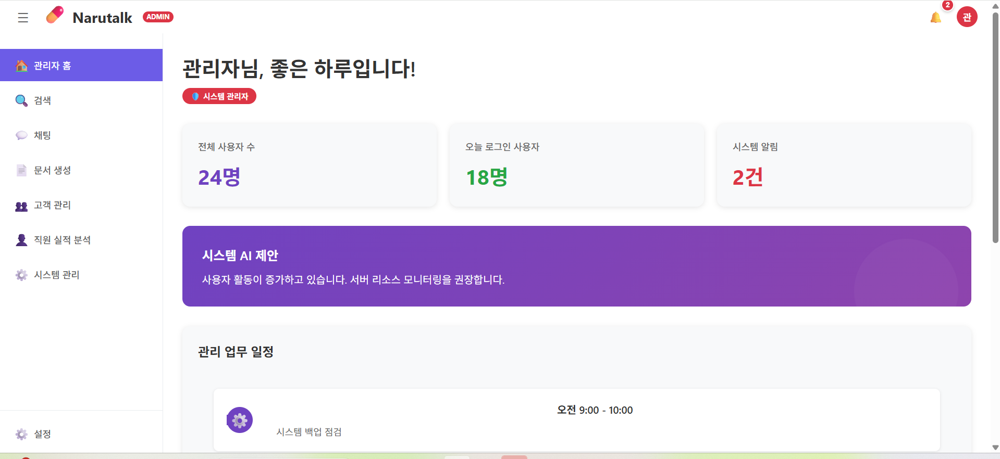 Narutalk ADMIN
2
관
관리자 홈
검색
채팅
문서 생성
고객 관리
직원 실적 분석
시스템 관리
설정
관리자님, 좋은 하루입니다!
시스템 관리자
전체 사용자 수
24명
오늘 로그인 사용자
18명
시스템 알림
2건
시스템 AI 제안
사용자 활동이 증가하고 있습니다. 서버 리소스 모니터링을 권장합니다.
관리 업무 일정
오전 9:00 - 10:00
시스템 백업 점검